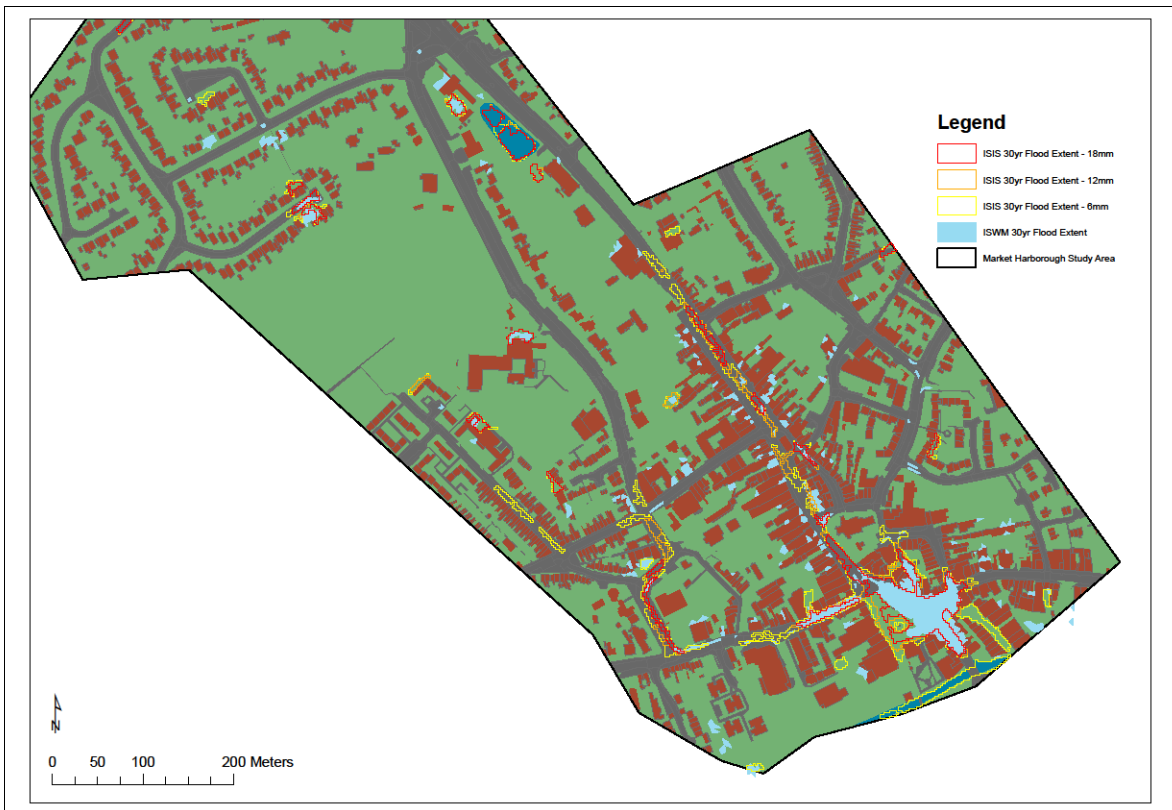 Legend
ISIS 30yr Flood Extent - 18mm
ISIS 30yr Flood Extent - 12mm
ISIS 30yr Flood Extent - 6mm
ISWM 30yr Flood Extent
Market Harborough Study Area
N
0 50 100 200 Meters